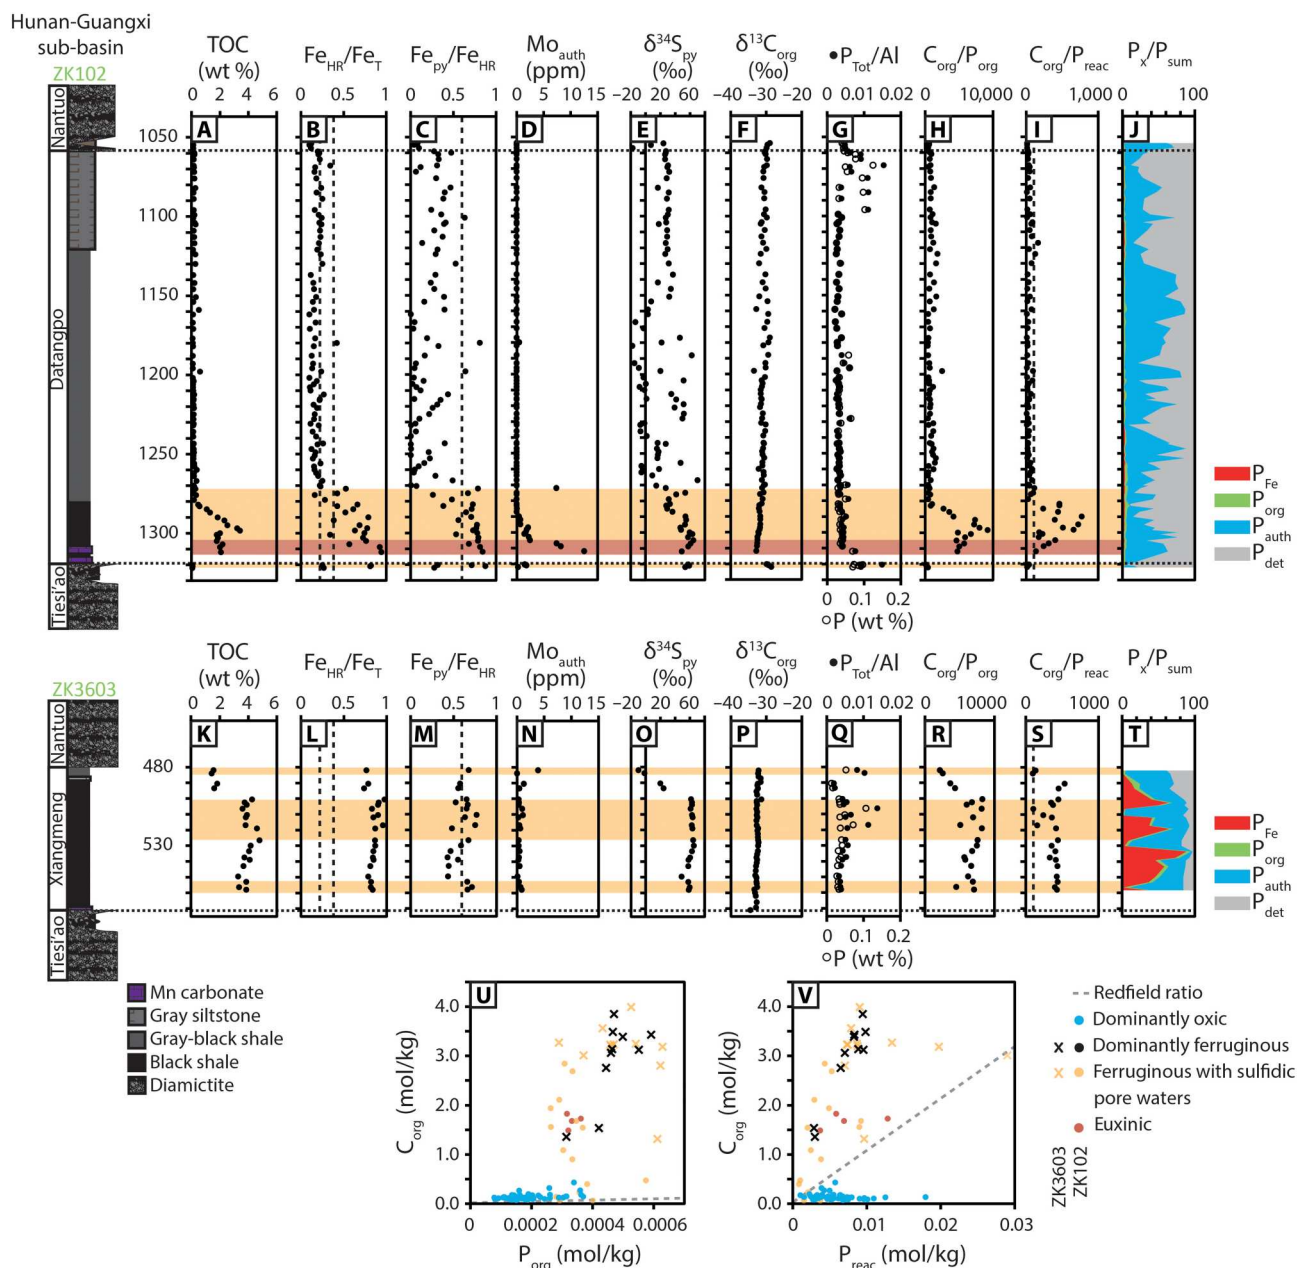 Hunan-Guangxi
sub-basin
ZK102
TOC
(wt %)
Fe_HR/Fe_T
Fe_py/Fe_HR
Mo_auth
(ppm)
δ³⁴S_py
(‰)
δ¹³C_org
(‰)
●P_Tot/Al
C_org/P_org
C_org/P_reac
P_x/P_sum
0 2 4 6
0 0.5 1
0 0.5 1
0 5 10 15
−20 20 60
−40 −30 −20
0 0.01 0.02
0 10,000
0 1,000
0 100
A B C D E F G H I J
Nantuo
Datangpo
Tiesi'ao
1050
1100
1150
1200
1250
1300
0 0.1 0.2
○P (wt %)
P_Fe
P_org
P_auth
P_det
ZK3603
TOC
(wt %)
Fe_HR/Fe_T
Fe_py/Fe_HR
Mo_auth
(ppm)
δ³⁴S_py
(‰)
δ¹³C_org
(‰)
●P_Tot/Al
C_org/P_org
C_org/P_reac
P_x/P_sum
0 2 4 6
0 0.5 1
0 0.5 1
0 5 10 15
−20 20 60
−40 −30 −20
0 0.01 0.02
0 10000
0 1000
0 100
K L M N O P Q R S T
Nantuo
Xiangmeng
Tiesi'ao
480
530
0 0.1 0.2
○P (wt %)
P_Fe
P_org
P_auth
P_det
Mn carbonate
Gray siltstone
Gray-black shale
Black shale
Diamictite
U
4.0
3.0
2.0
1.0
0.0
C_org (mol/kg)
0 0.0002 0.0004 0.0006
P_org (mol/kg)
V
4.0
3.0
2.0
1.0
0.0
C_org (mol/kg)
0 0.01 0.02 0.03
P_reac (mol/kg)
Redfield ratio
Dominantly oxic
Dominantly ferruginous
Ferruginous with sulfidic
pore waters
Euxinic
ZK3603
ZK102